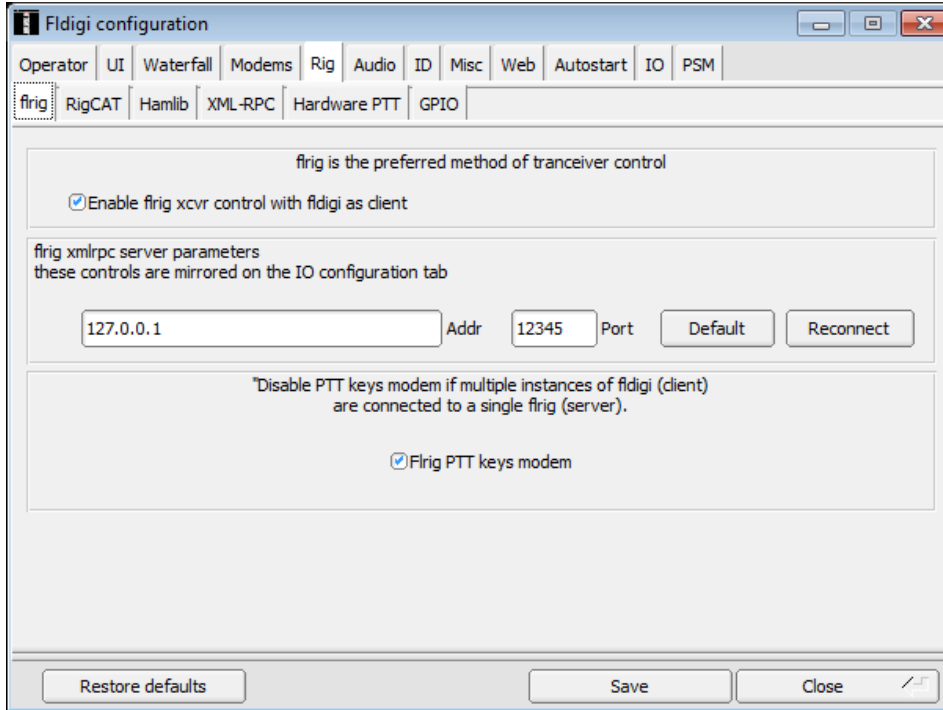 Fldigi configuration
Operator UI Waterfall Modems Rig Audio ID Misc Web Autostart IO PSM
flrig RigCAT Hamlib XML-RPC Hardware PTT GPIO
flrig is the preferred method of tranceiver control
Enable flrig xcvr control with fldigi as client
flrig xmlrpc server parameters
these controls are mirrored on the IO configuration tab
127.0.0.1 Addr 12345 Port Default Reconnect
"Disable PTT keys modem if multiple instances of fldigi (client)
are connected to a single flrig (server).
Flrig PTT keys modem
Restore defaults Save Close